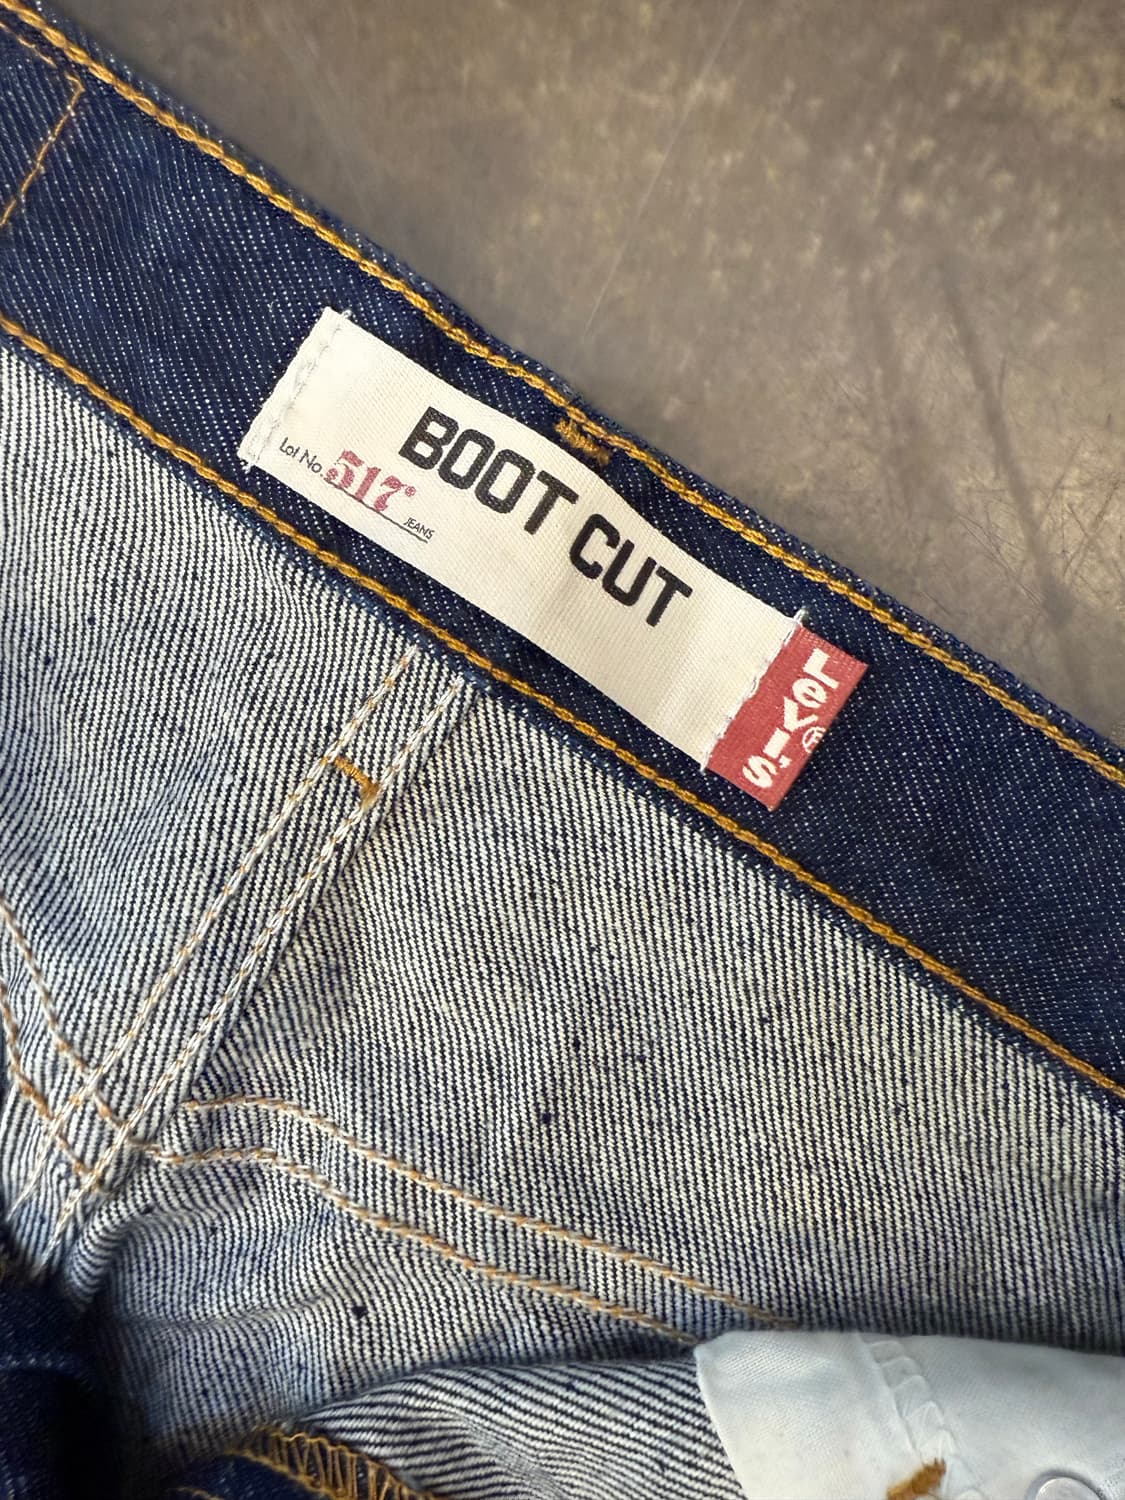 BOOT CUT
Lot No. 517 JEANS
Levi's®